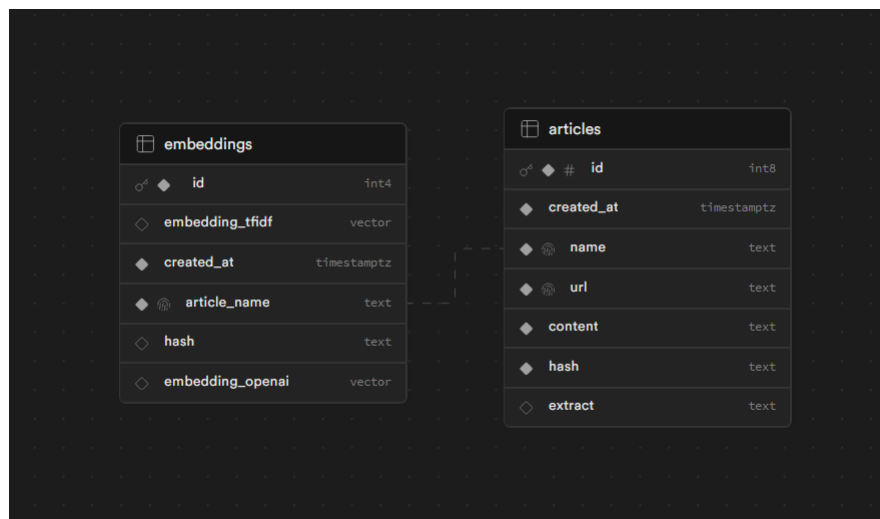 embeddings
id int4
embedding_tfidf vector
created_at timestamptz
article_name text
hash text
embedding_openai vector
articles
# id int8
created_at timestamptz
name text
url text
content text
hash text
extract text